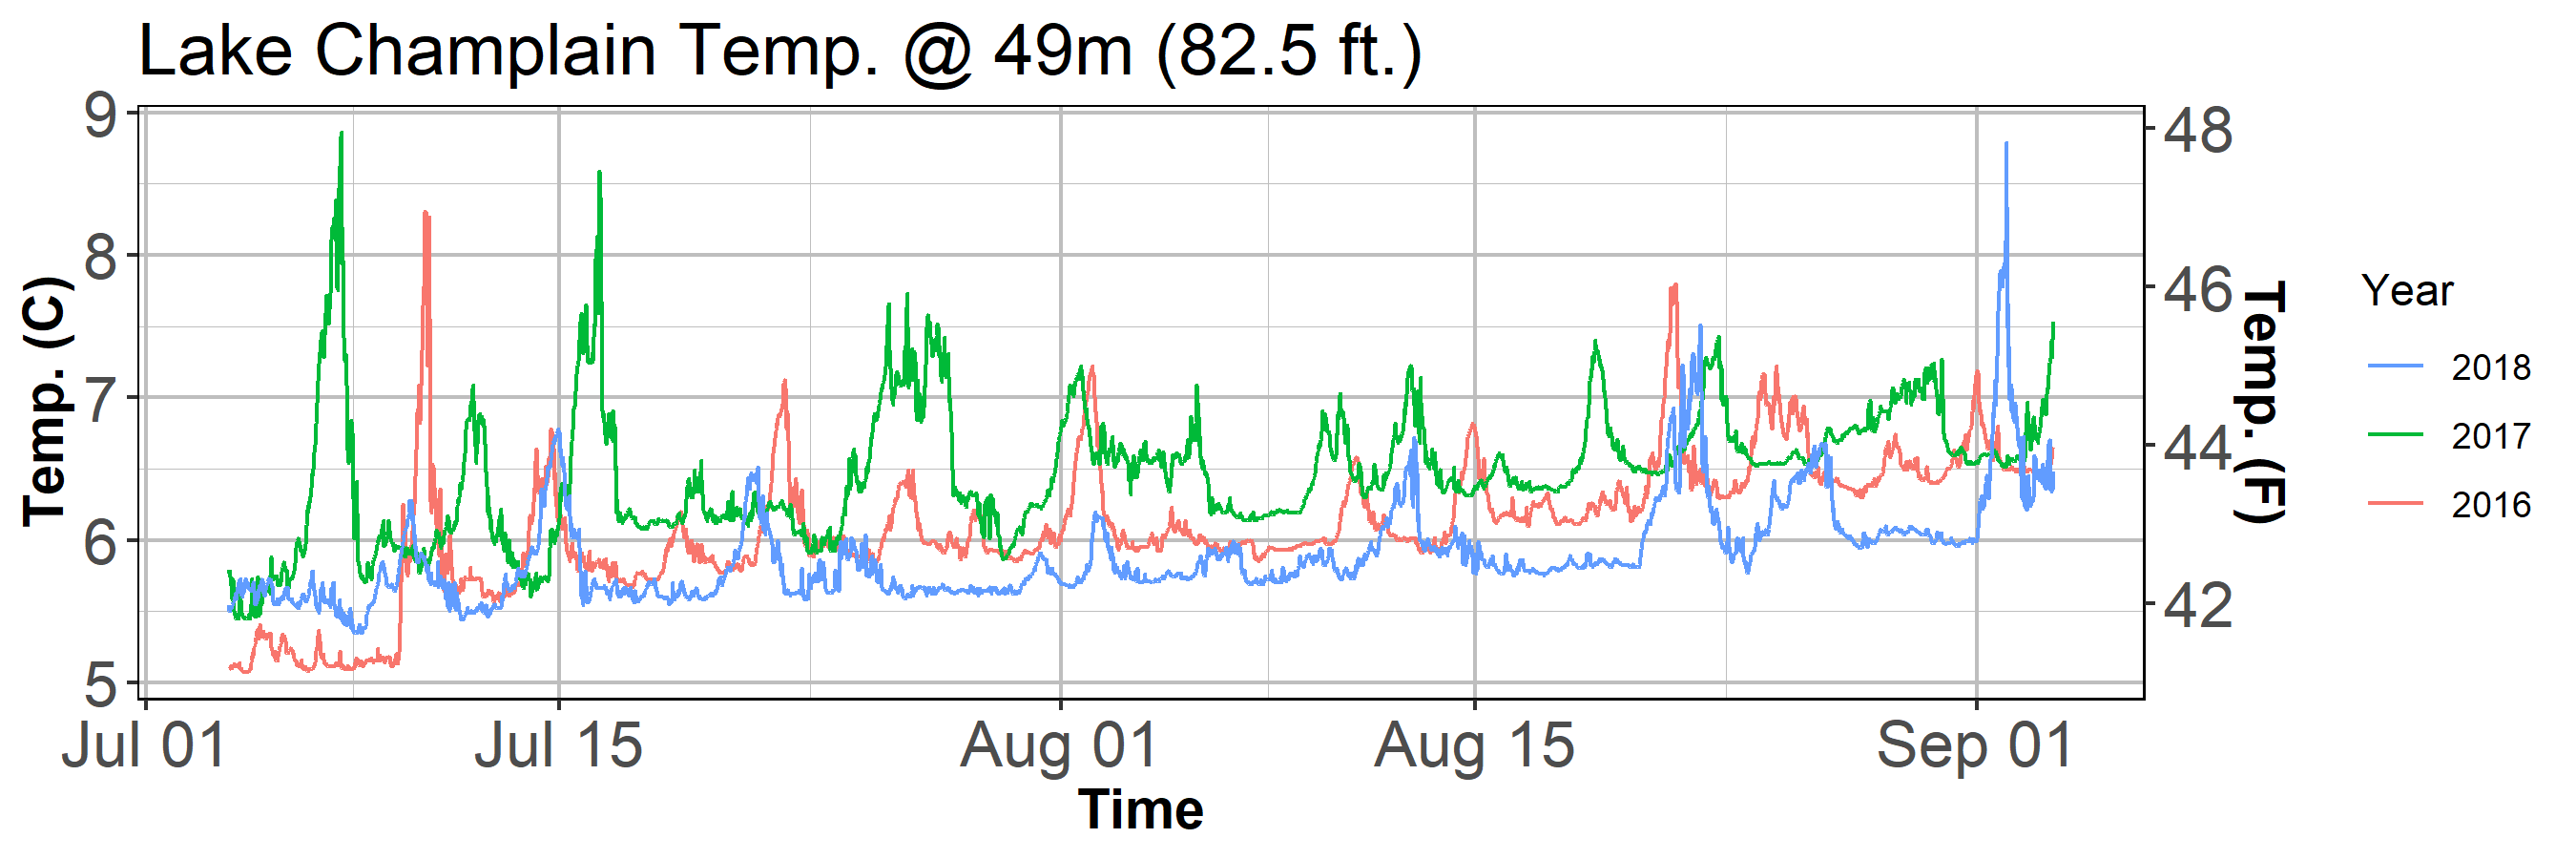 Lake Champlain Temp. @ 49m (82.5 ft.)
9
8
7
6
5
Temp. (C)
48
46
44
42
Temp. (F)
Jul 01
Jul 15
Aug 01
Aug 15
Sep 01
Time
Year
2018
2017
2016